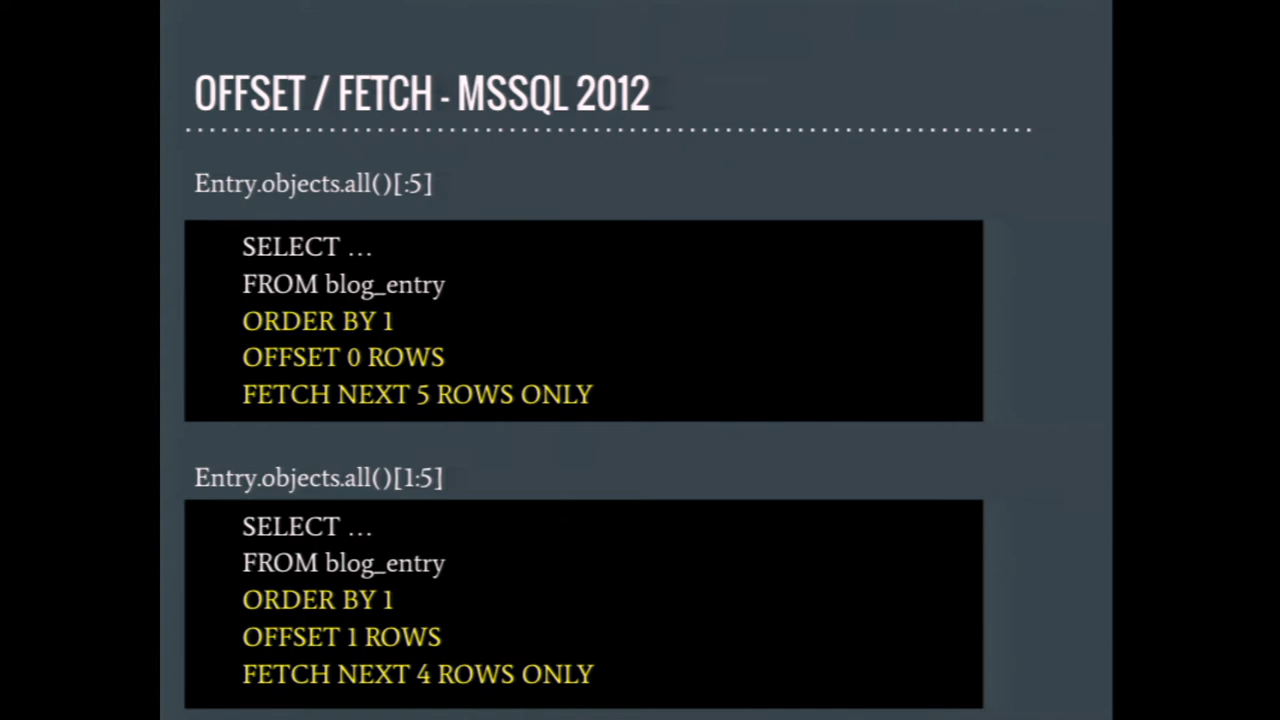 OFFSET / FETCH - MSSQL 2012
Entry.objects.all()[:5]
SELECT …
FROM blog_entry
ORDER BY 1
OFFSET 0 ROWS
FETCH NEXT 5 ROWS ONLY
Entry.objects.all()[1:5]
SELECT …
FROM blog_entry
ORDER BY 1
OFFSET 1 ROWS
FETCH NEXT 4 ROWS ONLY